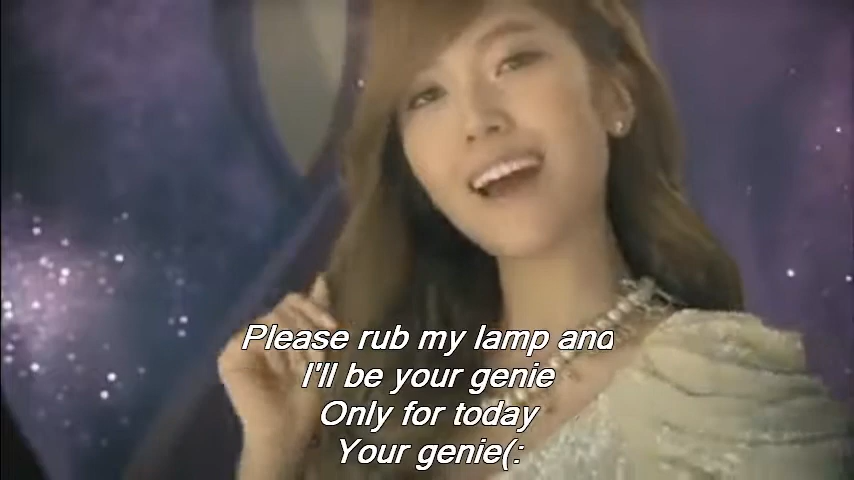 Please rub my lamp and
I'll be your genie
Only for today
Your genie(: